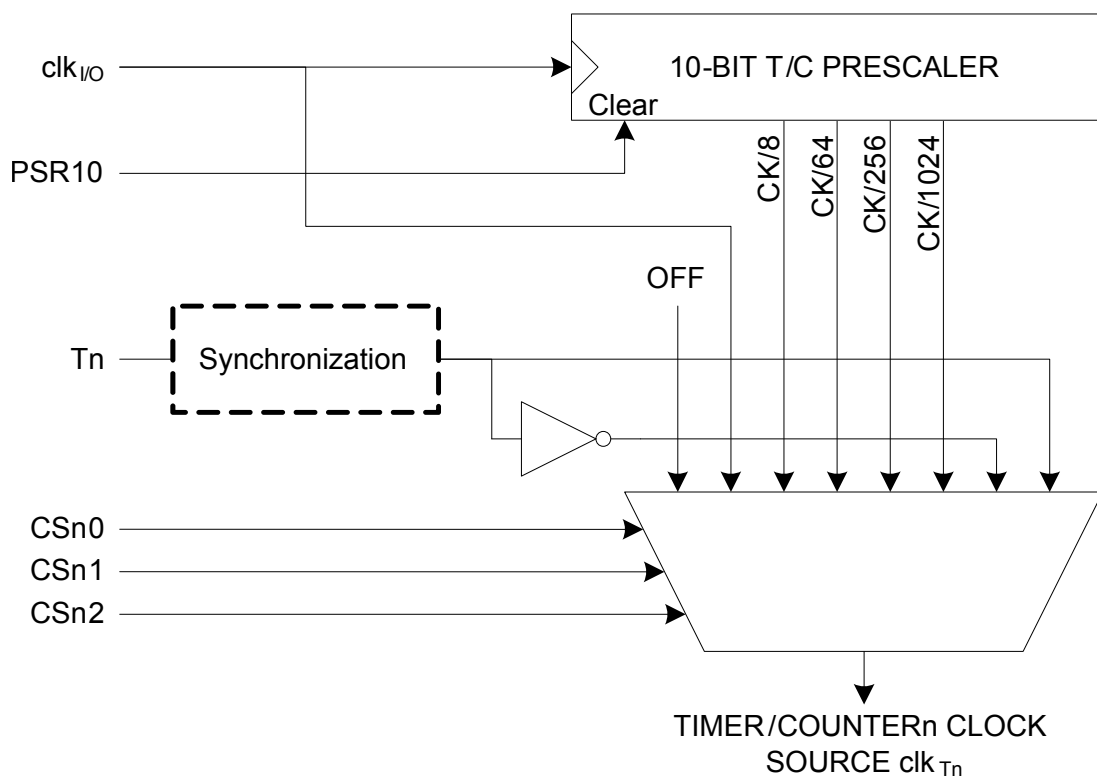 clkI/O
10-BIT T/C PRESCALER
Clear
PSR10
CK/8
CK/64
CK/256
CK/1024
OFF
Tn
Synchronization
CSn0
CSn1
CSn2
TIMER/COUNTERn CLOCK
SOURCE clkTn